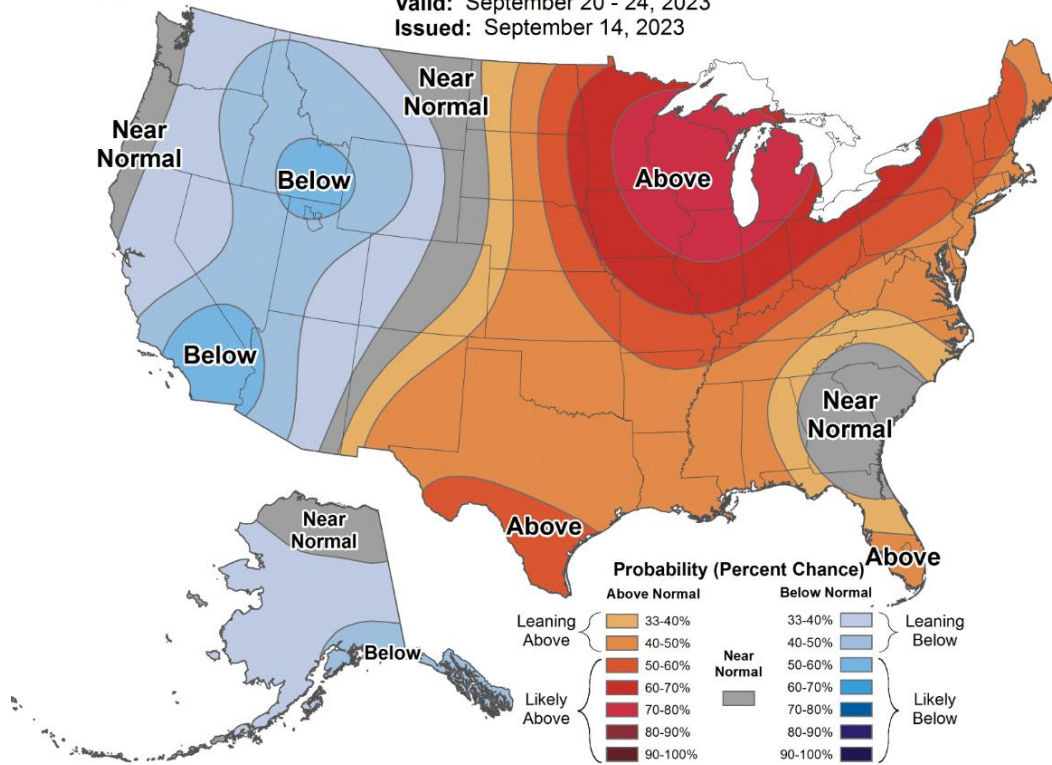 Valid: September 20 - 24, 2023
Issued: September 14, 2023
Near
Normal
Near
Normal
Below
Above
Below
Near
Normal
Above
Above
Near
Normal
Below
Probability (Percent Chance)
Above Normal
Below Normal
Leaning
Above
33-40%
40-50%
Likely
Above
50-60%
60-70%
70-80%
80-90%
90-100%
Near
Normal
33-40%
40-50%
Leaning
Below
50-60%
60-70%
70-80%
80-90%
90-100%
Likely
Below